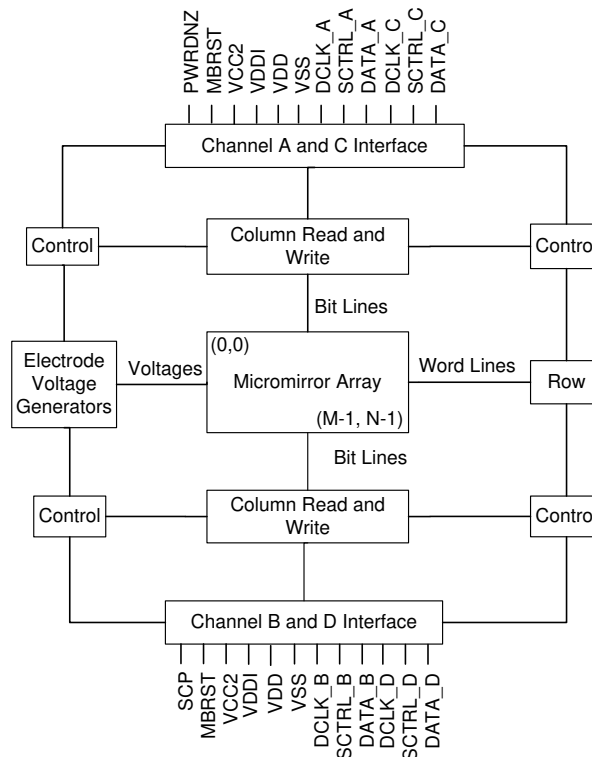 PWRDNZ
MBRST
VCC2
VDDI
VDD
VSS
DCLK_A
SCTRL_A
DATA_A
DCLK_C
SCTRL_C
DATA_C
Channel A and C Interface
Control
Column Read and
Write
Control
Bit Lines
Electrode
Voltage
Generators
Voltages
(0,0)
Micromirror Array
(M-1, N-1)
Word Lines
Row
Bit Lines
Control
Column Read and
Write
Control
Channel B and D Interface
SCP
MBRST
VCC2
VDDI
VDD
VSS
DCLK_B
SCTRL_B
DATA_B
DCLK_D
SCTRL_D
DATA_D